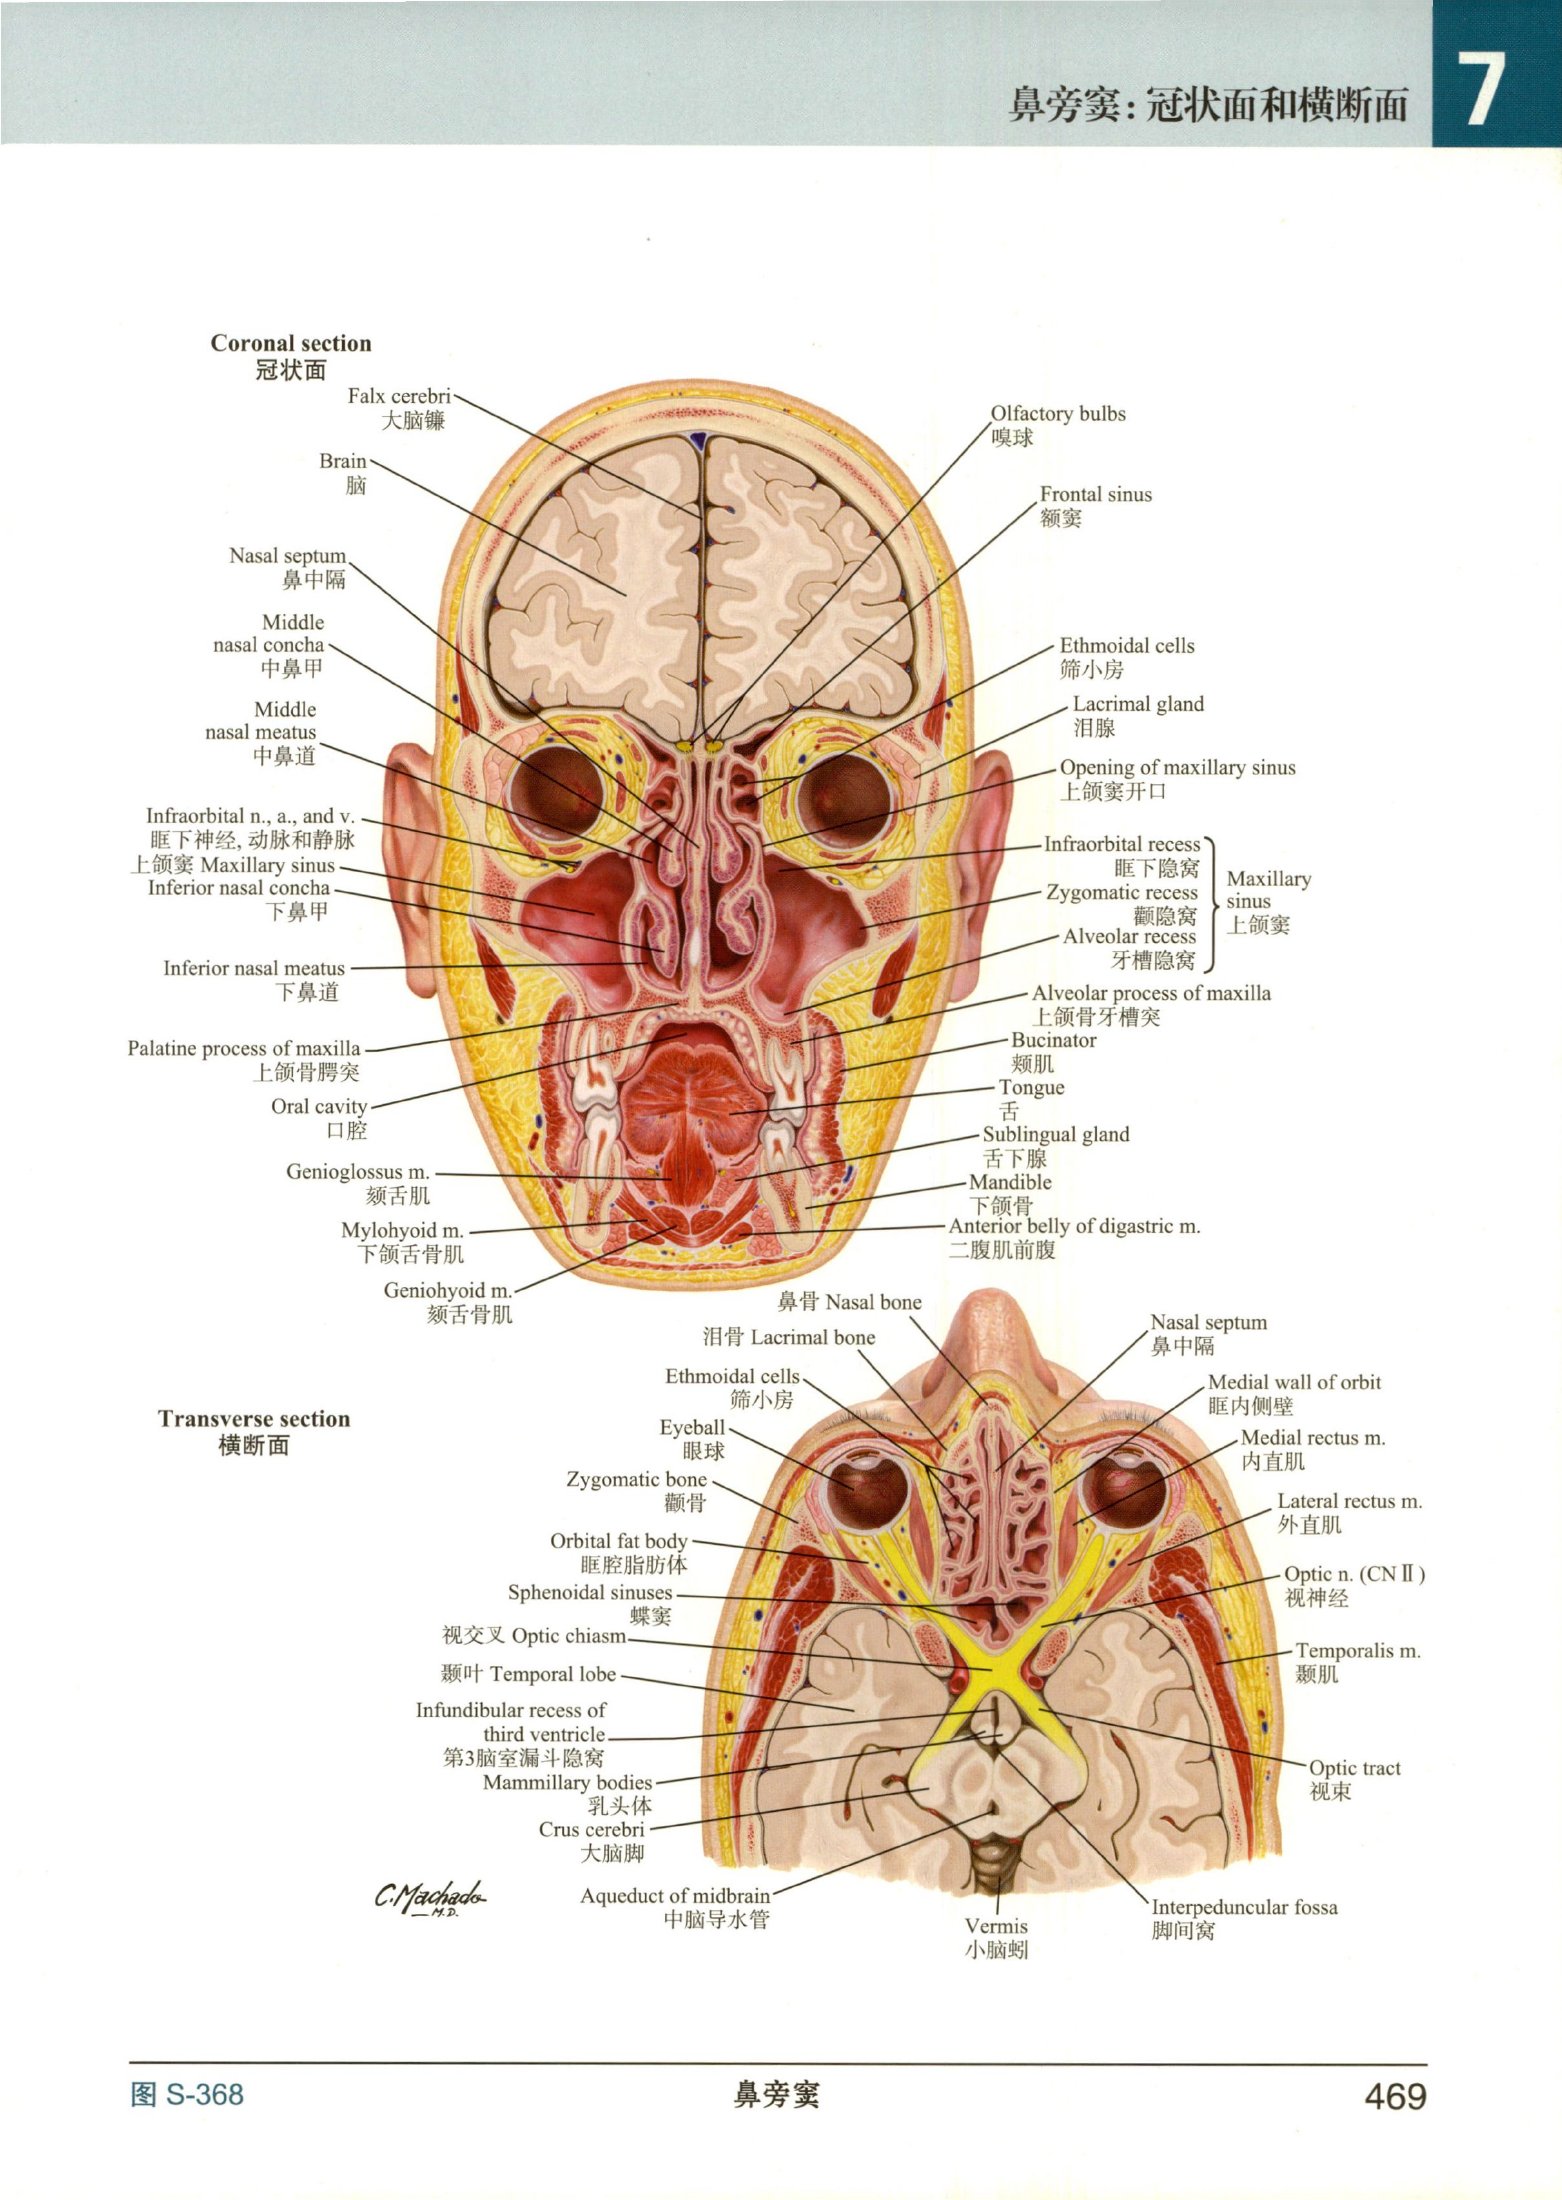 鼻旁窦：冠状面和横断面
7
Coronal section
冠状面
Falx cerebri
大脑镰
Brain
脑
Nasal septum
鼻中隔
Middle
nasal concha
中鼻甲
Middle
nasal meatus
中鼻道
Infraorbital n., a., and v.
眶下神经, 动脉和静脉
上颌窦 Maxillary sinus
Inferior nasal concha
下鼻甲
Inferior nasal meatus
下鼻道
Palatine process of maxilla
上颌骨腭突
Oral cavity
口腔
Genioglossus m.
颏舌肌
Mylohyoid m.
下颌舌骨肌
Geniohyoid m.
颏舌骨肌
Olfactory bulbs
嗅球
Frontal sinus
额窦
Ethmoidal cells
筛小房
Lacrimal gland
泪腺
Opening of maxillary sinus
上颌窦开口
Infraorbital recess
眶下隐窝
Zygomatic recess
颧隐窝
Alveolar recess
牙槽隐窝
Maxillary
sinus
上颌窦
Alveolar process of maxilla
上颌骨牙槽突
Bucinator
颊肌
Tongue
舌
Sublingual gland
舌下腺
Mandible
下颌骨
Anterior belly of digastric m.
二腹肌前腹
Transverse section
横断面
鼻骨 Nasal bone
泪骨 Lacrimal bone
Ethmoidal cells
筛小房
Eyeball
眼球
Zygomatic bone
颧骨
Orbital fat body
眶腔脂肪体
Sphenoidal sinuses
蝶窦
视交叉 Optic chiasm
颞叶 Temporal lobe
Infundibular recess of
third ventricle
第3脑室漏斗隐窝
Mammillary bodies
乳头体
Crus cerebri
大脑脚
Aqueduct of midbrain
中脑导水管
Vermis
小脑蚓
Nasal septum
鼻中隔
Medial wall of orbit
眶内侧壁
Medial rectus m.
内直肌
Lateral rectus m.
外直肌
Optic n. (CN Ⅱ)
视神经
Temporalis m.
颞肌
Optic tract
视束
Interpeduncular fossa
脚间窝
C.Machado
M.D.
图 S-368
鼻旁窦
469